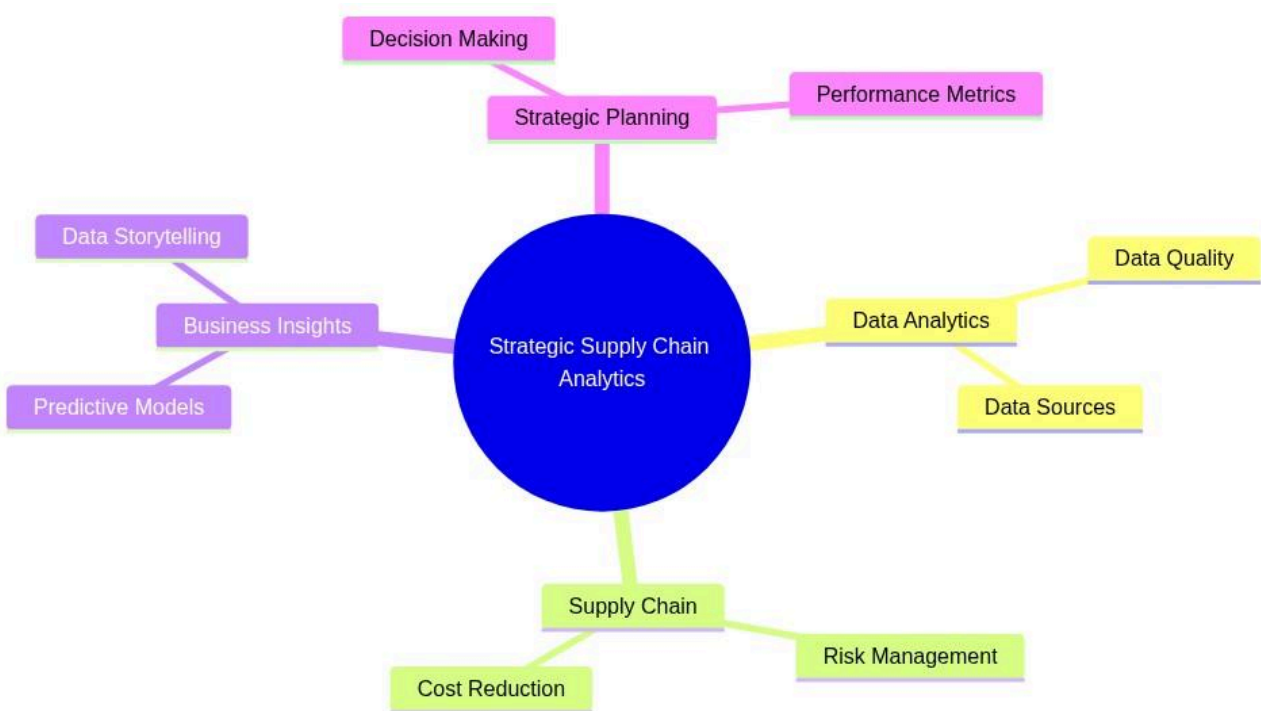 Decision Making
Performance Metrics
Strategic Planning
Data Storytelling
Data Quality
Business Insights
Data Analytics
Strategic Supply Chain
Analytics
Predictive Models
Data Sources
Supply Chain
Risk Management
Cost Reduction